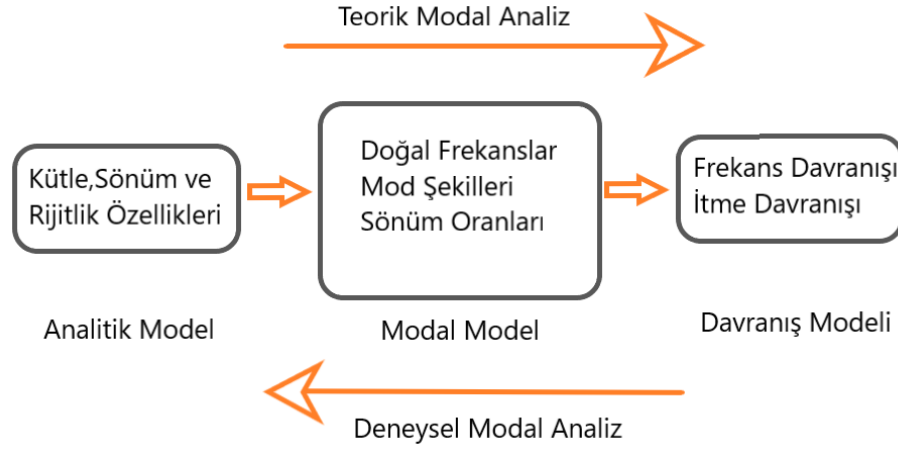 Teorik Modal Analiz
Kütle,Sönüm ve
Rijitlik Özellikleri
Doğal Frekanslar
Mod Şekilleri
Sönüm Oranları
Frekans Davranışı
İtme Davranışı
Analitik Model
Modal Model
Davranış Modeli
Deneysel Modal Analiz